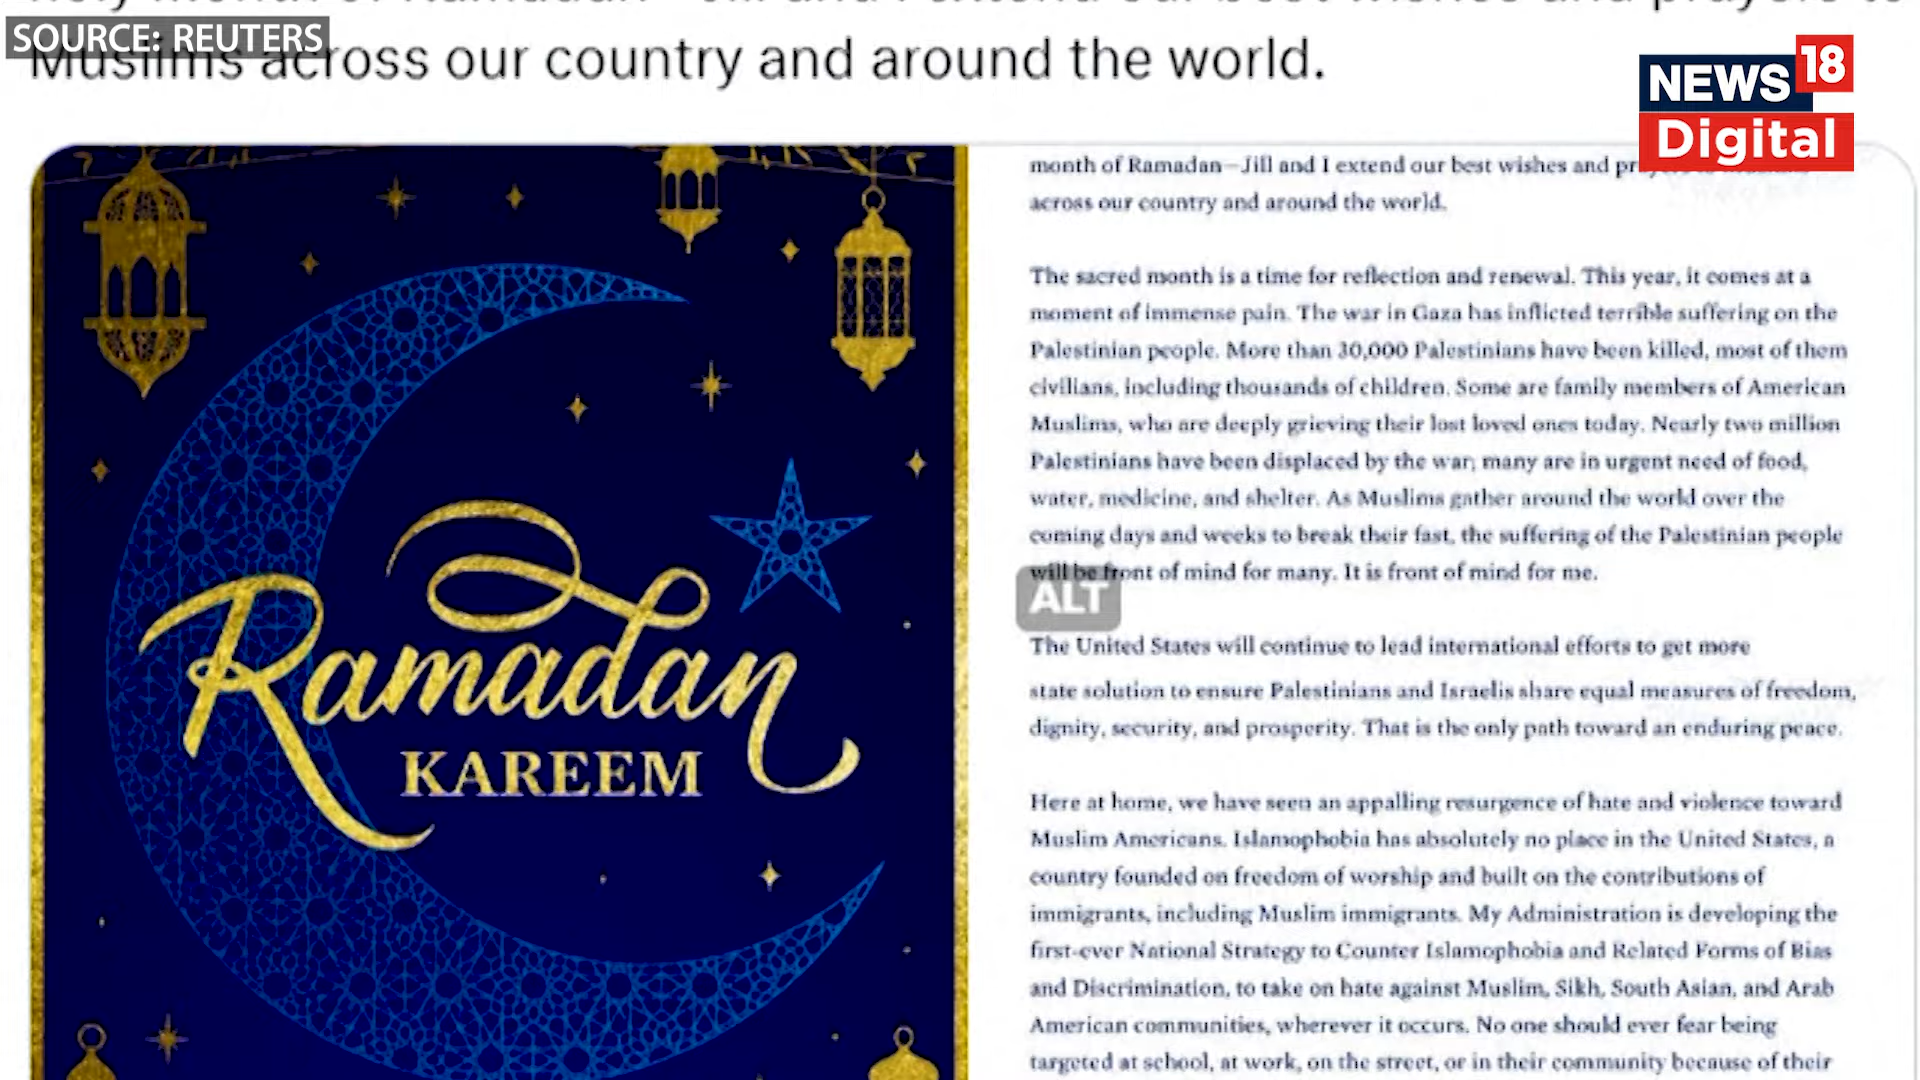 holy month of Ramadan—Jill and I extend our best wishes and prayers to
SOURCE: REUTERS
Muslims across our country and around the world.
NEWS 18
Digital
Ramadan
KAREEM
month of Ramadan—Jill and I extend our best wishes and
across our country and around the world.
The sacred month is a time for reflection and renewal. This year, it comes at a
moment of immense pain. The war in Gaza has inflicted terrible suffering on the
Palestinian people. More than 30,000 Palestinians have been killed, most of them
civilians, including thousands of children. Some are family members of American
Muslims, who are deeply grieving their lost loved ones today. Nearly two million
Palestinians have been displaced by the war; many are in urgent need of food,
water, medicine, and shelter. As Muslims gather around the world over the
coming days and weeks to break their fast, the suffering of the Palestinian people
will be front of mind for many. It is front of mind for me.
ALT
The United States will continue to lead international efforts to get more
state solution to ensure Palestinians and Israelis share equal measures of freedom,
dignity, security, and prosperity. That is the only path toward an enduring peace.
Here at home, we have seen an appalling resurgence of hate and violence toward
Muslim Americans. Islamophobia has absolutely no place in the United States, a
country founded on freedom of worship and built on the contributions of
immigrants, including Muslim immigrants. My Administration is developing the
first-ever National Strategy to Counter Islamophobia and Related Forms of Bias
and Discrimination, to take on hate against Muslim, Sikh, South Asian, and Arab
American communities, wherever it occurs. No one should ever fear being
targeted at school, at work, on the street, or in their community because of their